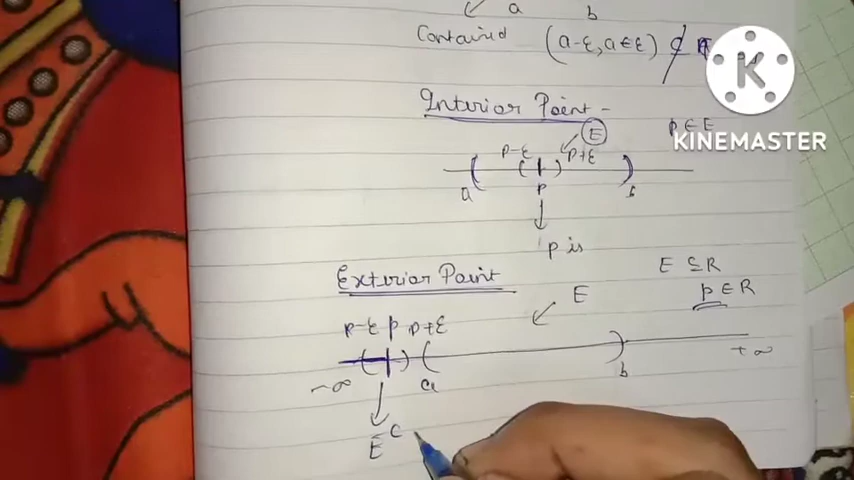 a b
Contained (a-ε, a+ε) ⊄
K
KINEMASTER
Interior Point -
E p ∈ E
p-ε p+ε
a p b
p is
Exterior Point E ⊆ R
E p ∈ R
p-ε p p+ε
-∞ a b +∞
E^c